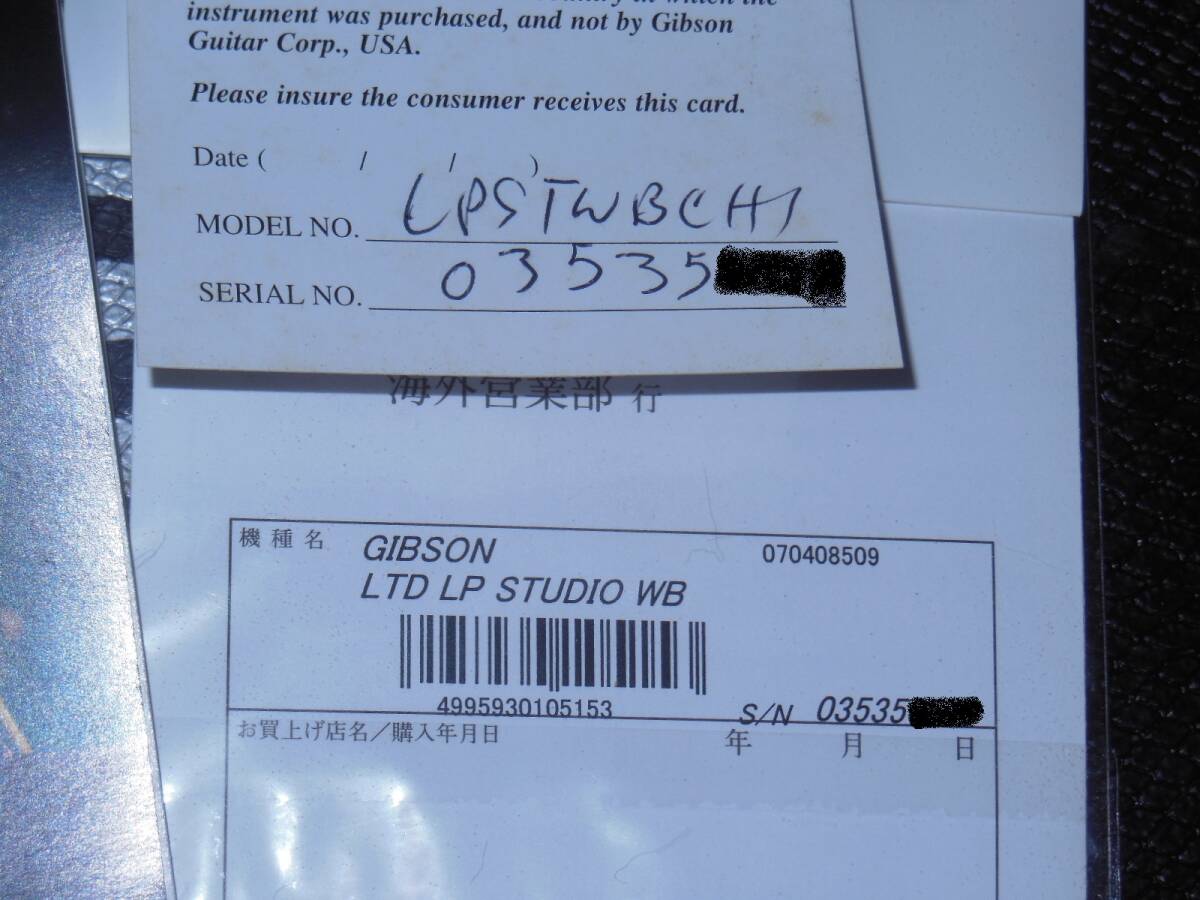 instrument was purchased, and not by Gibson
Guitar Corp., USA.
Please insure the consumer receives this card.
Date ( / / )
MODEL NO. LPSTWBCH1
SERIAL NO. 03535
海外営業部 行
機種名 GIBSON 070408509
LTD LP STUDIO WB
4995930105153
S/N 03535
お買上げ店名／購入年月日 年 月 日